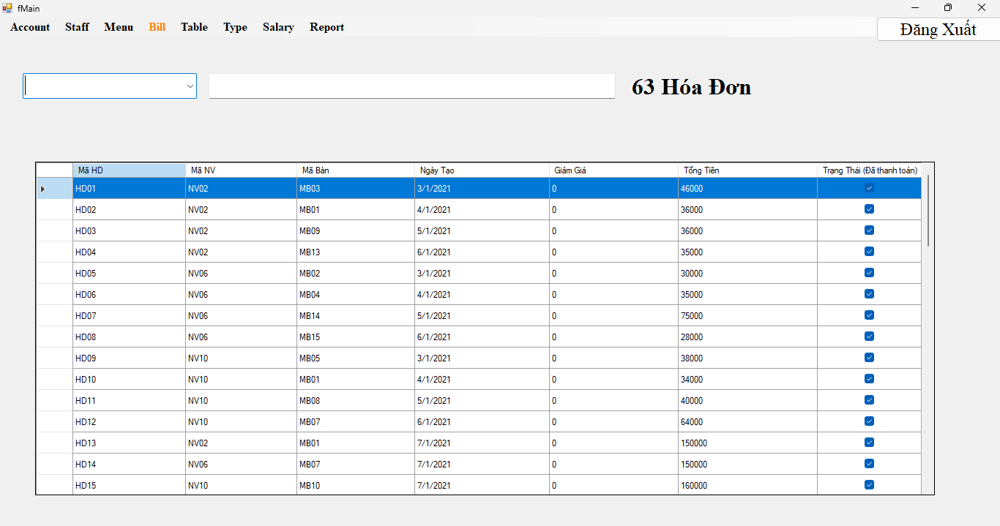 fMain
Account Staff Menu Bill Table Type Salary Report Đăng Xuất
63 Hóa Đơn
Mã HD Mã NV Mã Bàn Ngày Tạo Giảm Giá Tổng Tiền Trạng Thái (Đã thanh toán)
HD01 NV02 MB03 3/1/2021 0 46000
HD02 NV02 MB01 4/1/2021 0 36000
HD03 NV02 MB09 5/1/2021 0 36000
HD04 NV02 MB13 6/1/2021 0 35000
HD05 NV06 MB02 3/1/2021 0 30000
HD06 NV06 MB04 4/1/2021 0 35000
HD07 NV06 MB14 5/1/2021 0 75000
HD08 NV06 MB15 6/1/2021 0 28000
HD09 NV10 MB05 3/1/2021 0 38000
HD10 NV10 MB01 4/1/2021 0 34000
HD11 NV10 MB08 5/1/2021 0 40000
HD12 NV10 MB07 6/1/2021 0 64000
HD13 NV02 MB01 7/1/2021 0 150000
HD14 NV06 MB07 7/1/2021 0 150000
HD15 NV10 MB10 7/1/2021 0 160000